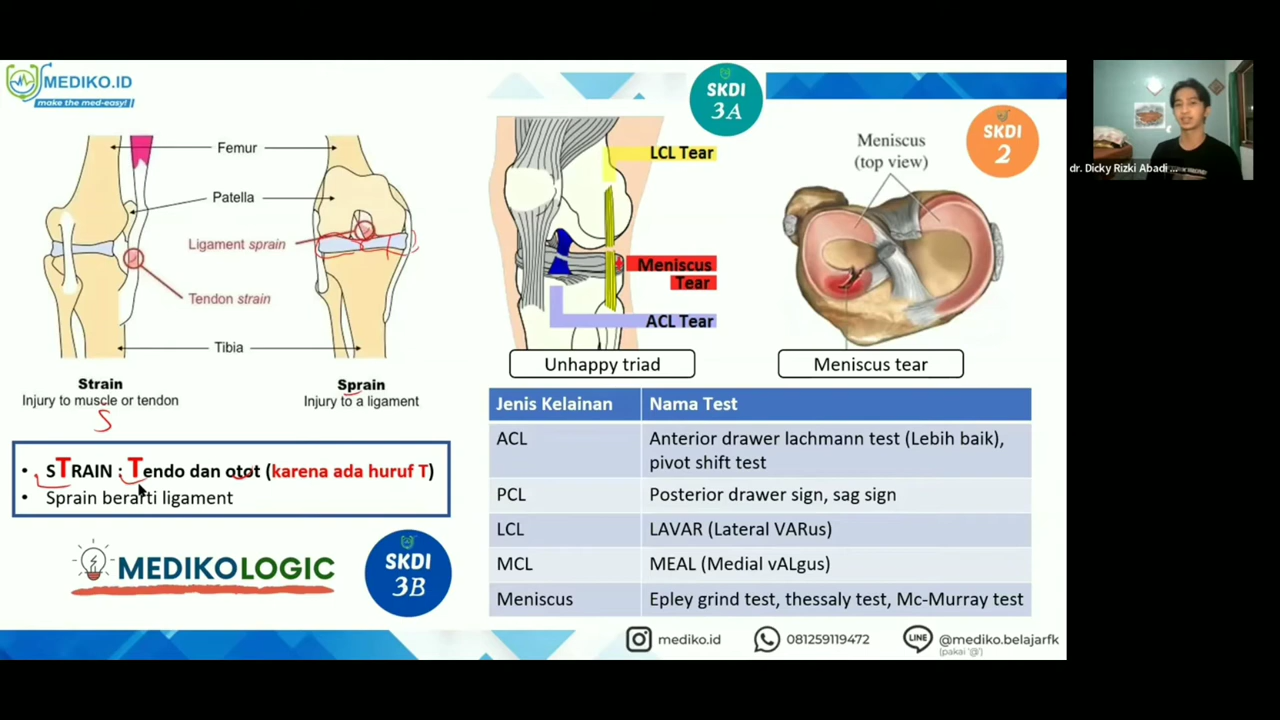 MEDIKO.ID
make the med-easy!
SKDI
3A
SKDI
2
Femur
Patella
Ligament sprain
Tendon strain
Tibia
Strain
Injury to muscle or tendon
Sprain
Injury to a ligament
S
LCL Tear
Meniscus
Tear
ACL Tear
Unhappy triad
Meniscus
(top view)
Meniscus tear
• STRAIN : Tendo dan otot (karena ada huruf T)
• Sprain berarti ligament
MEDIKOLOGIC
SKDI
3B
Jenis Kelainan Nama Test
ACL Anterior drawer lachmann test (Lebih baik),
pivot shift test
PCL Posterior drawer sign, sag sign
LCL LAVAR (Lateral VARus)
MCL MEAL (Medial vALgus)
Meniscus Epley grind test, thessaly test, Mc-Murray test
mediko.id 081259119472 LINE @mediko.belajarfk
(pakai '@')
dr. Dicky Rizki Abadi ...